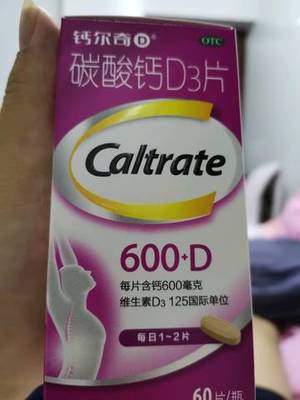 钙尔奇D
OTC
碳酸钙D3片
Caltrate
600+D
每片含钙600毫克
维生素D3 125国际单位
每日1~2片
60片/瓶